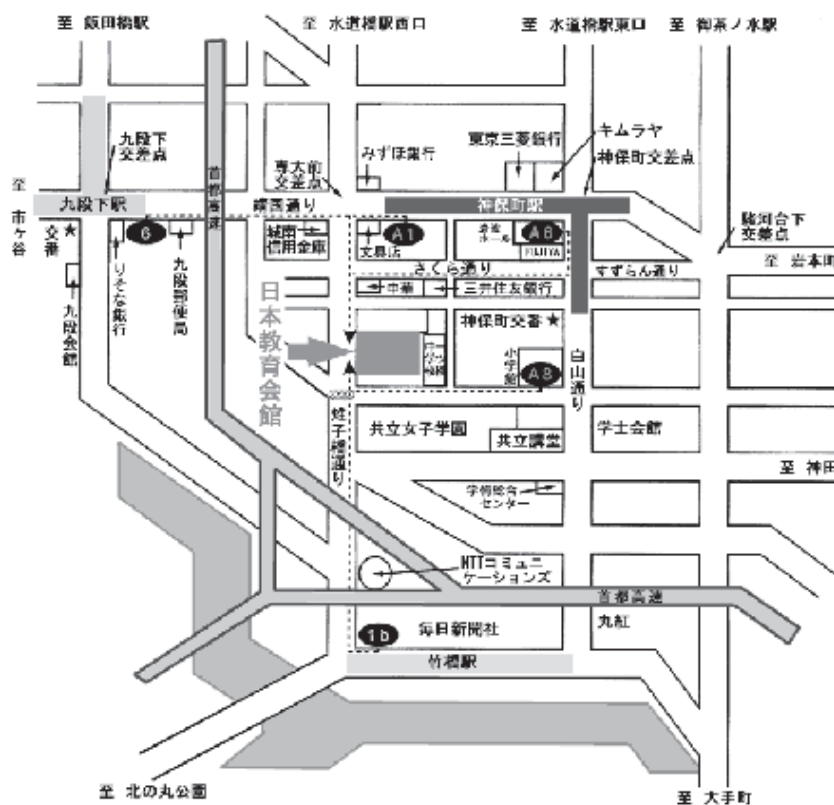 至 飯田橋駅
至 水道橋駅西口
至 水道橋駅東口
至 御茶ノ水駅
九段下
交差点
首都高速
専大前
交差点
みずほ銀行
東京三菱銀行
キムラヤ
神保町交差点
至 市ヶ谷
九段下駅
靖国通り
神保町駅
駿河台下
交差点
交番★
6
城南
信用金庫
文具店
A1
岩波
ホール
A6
FUJIYA
さくら通り
すずらん通り
至 岩本町
りそな銀行
九段郵便局
九段会館
中華
三井住友銀行
日本教育会館
神保町交番★
小学館
A8
白山通り
共立女子学園
共立講堂
学士会館
至 神田
学術総合
センター
NTTコミュニ
ケーションズ
首都高速
1b
毎日新聞社
丸紅
竹橋駅
至 北の丸公園
至 大手町